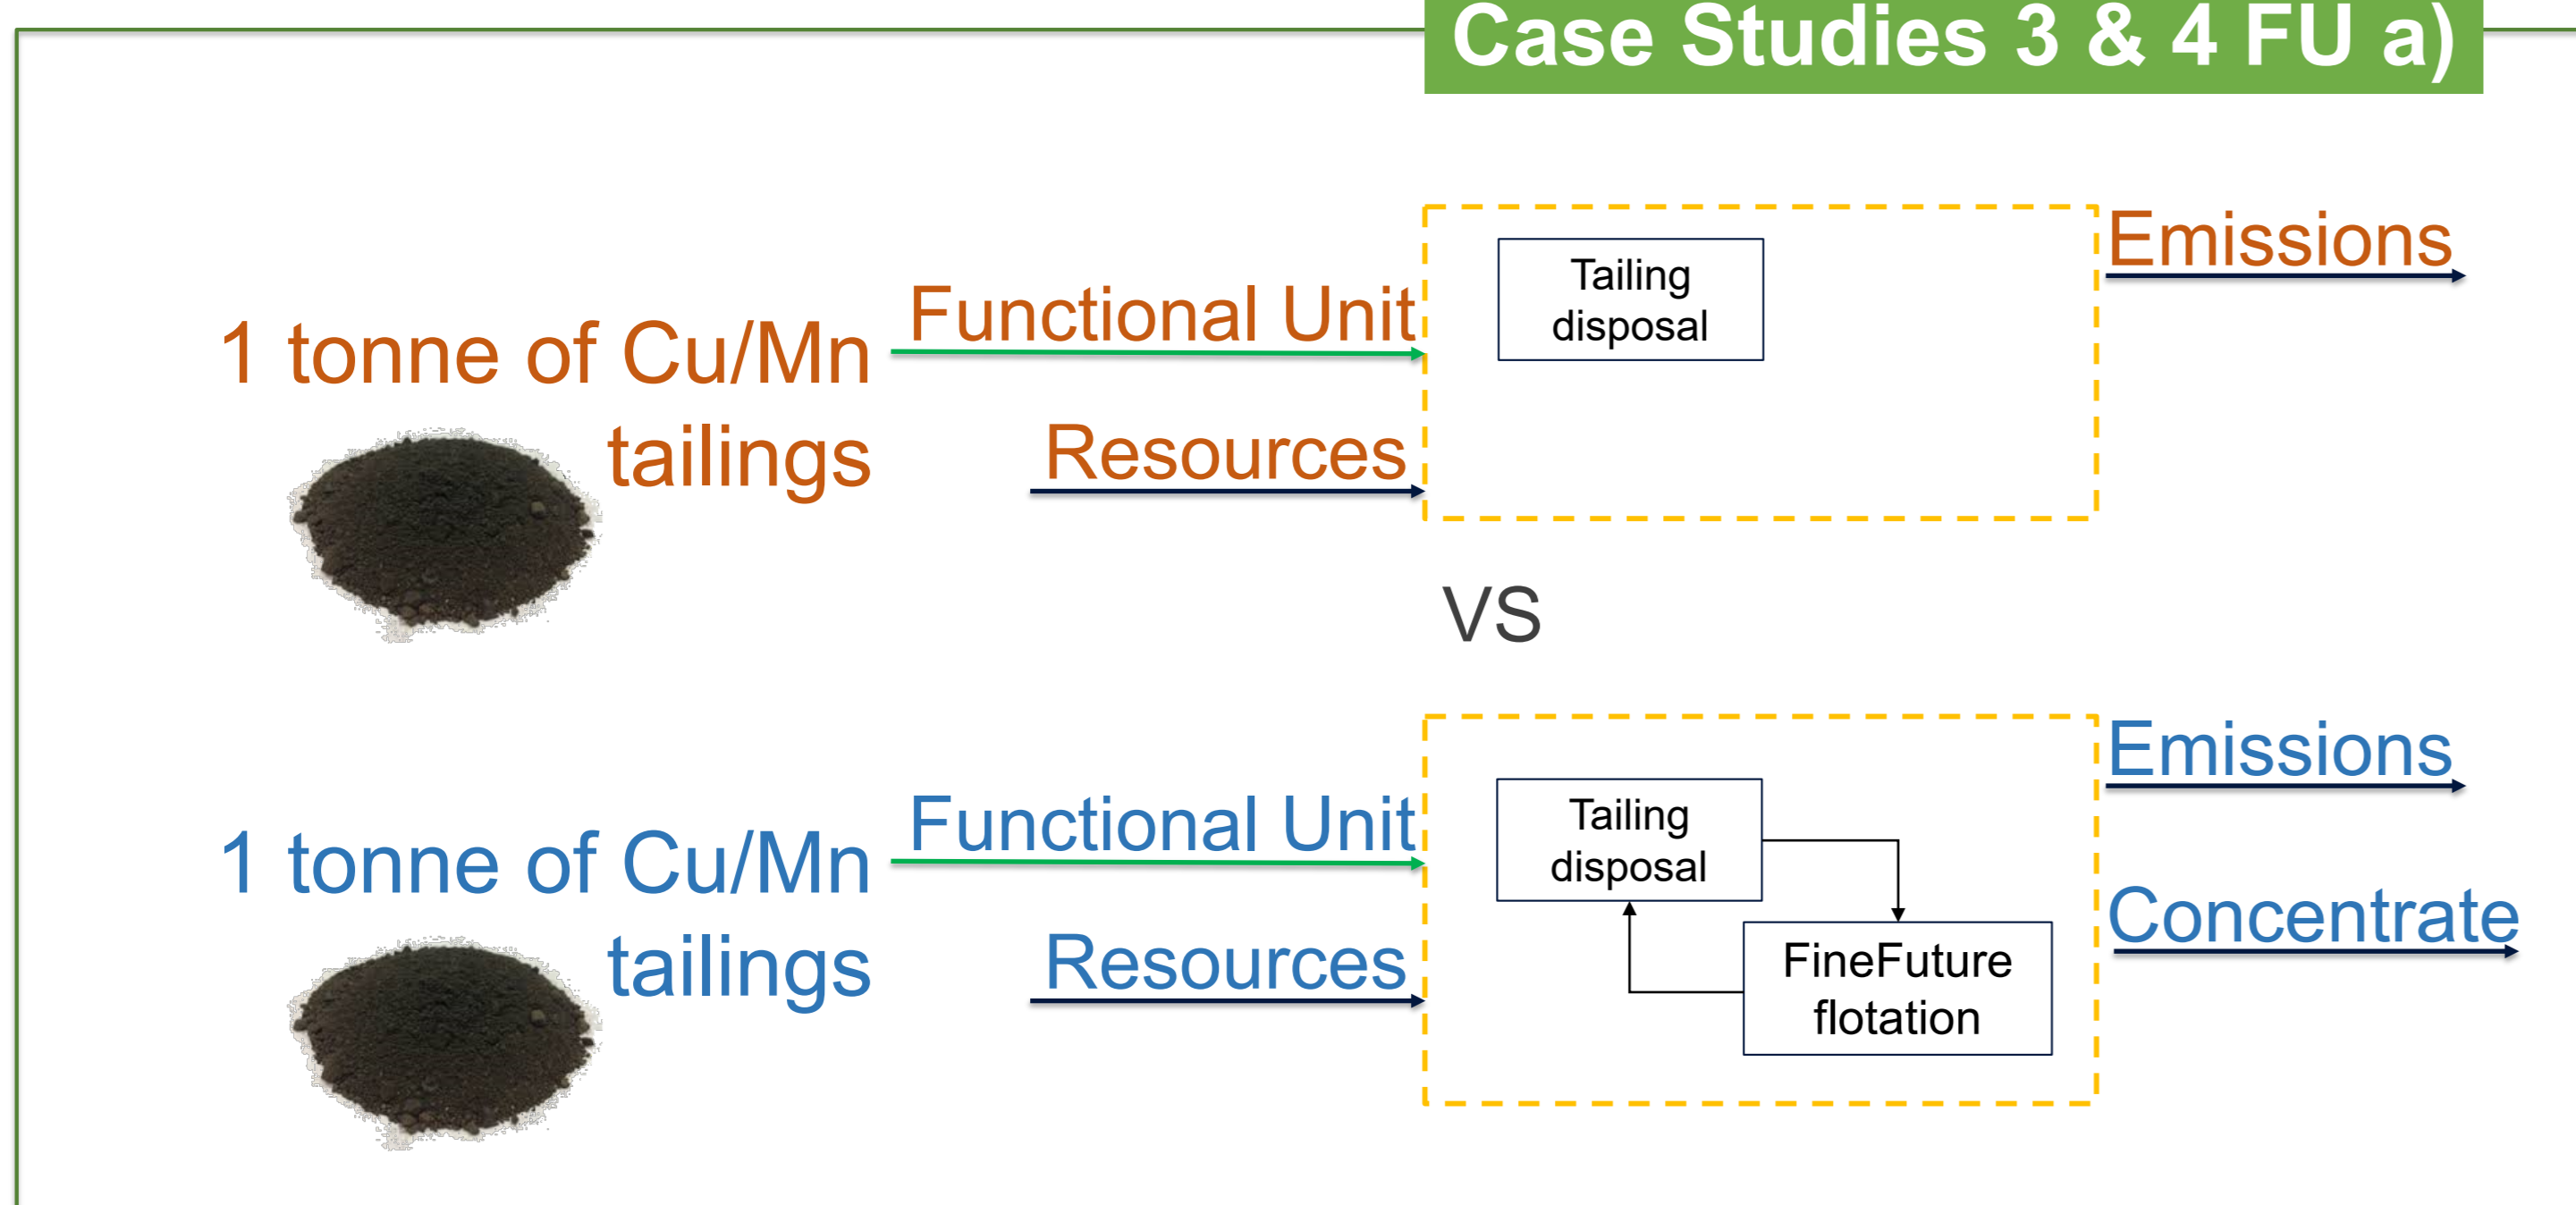 Case Studies 3 & 4 FU a)
1 tonne of Cu/Mn
tailings
Functional Unit
Resources
Tailing
disposal
Emissions
VS
1 tonne of Cu/Mn
tailings
Functional Unit
Resources
Tailing
disposal
FineFuture
flotation
Emissions
Concentrate